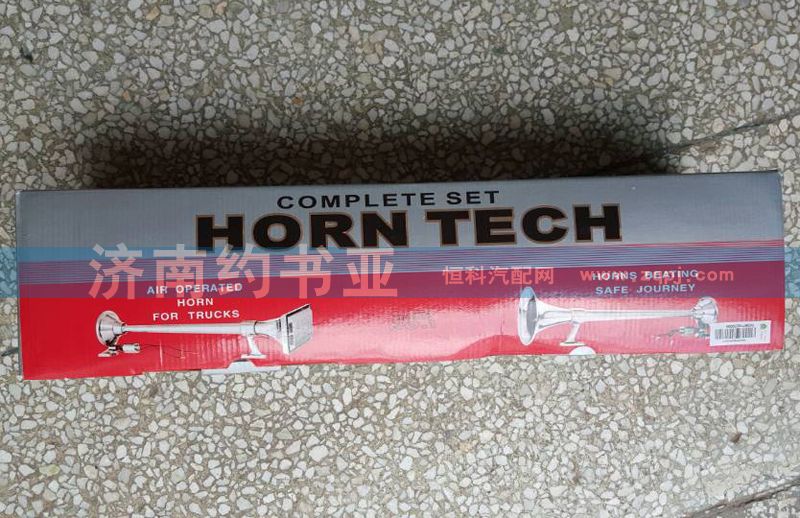 COMPLETE SET
HORN TECH
济南约书亚
恒科汽配网
AIR OPERATED
HORN
FOR TRUCKS
HORNS BEATING
SAFE JOURNEY